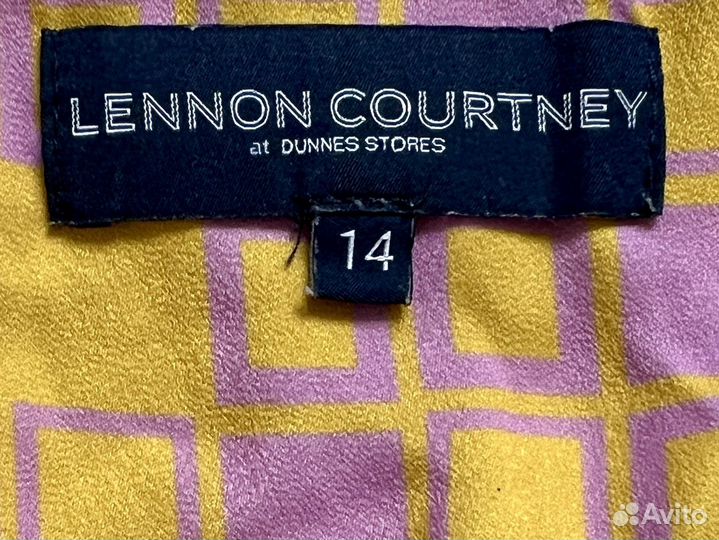 LENNON COURTNEY
at DUNNES STORES
14
Avito